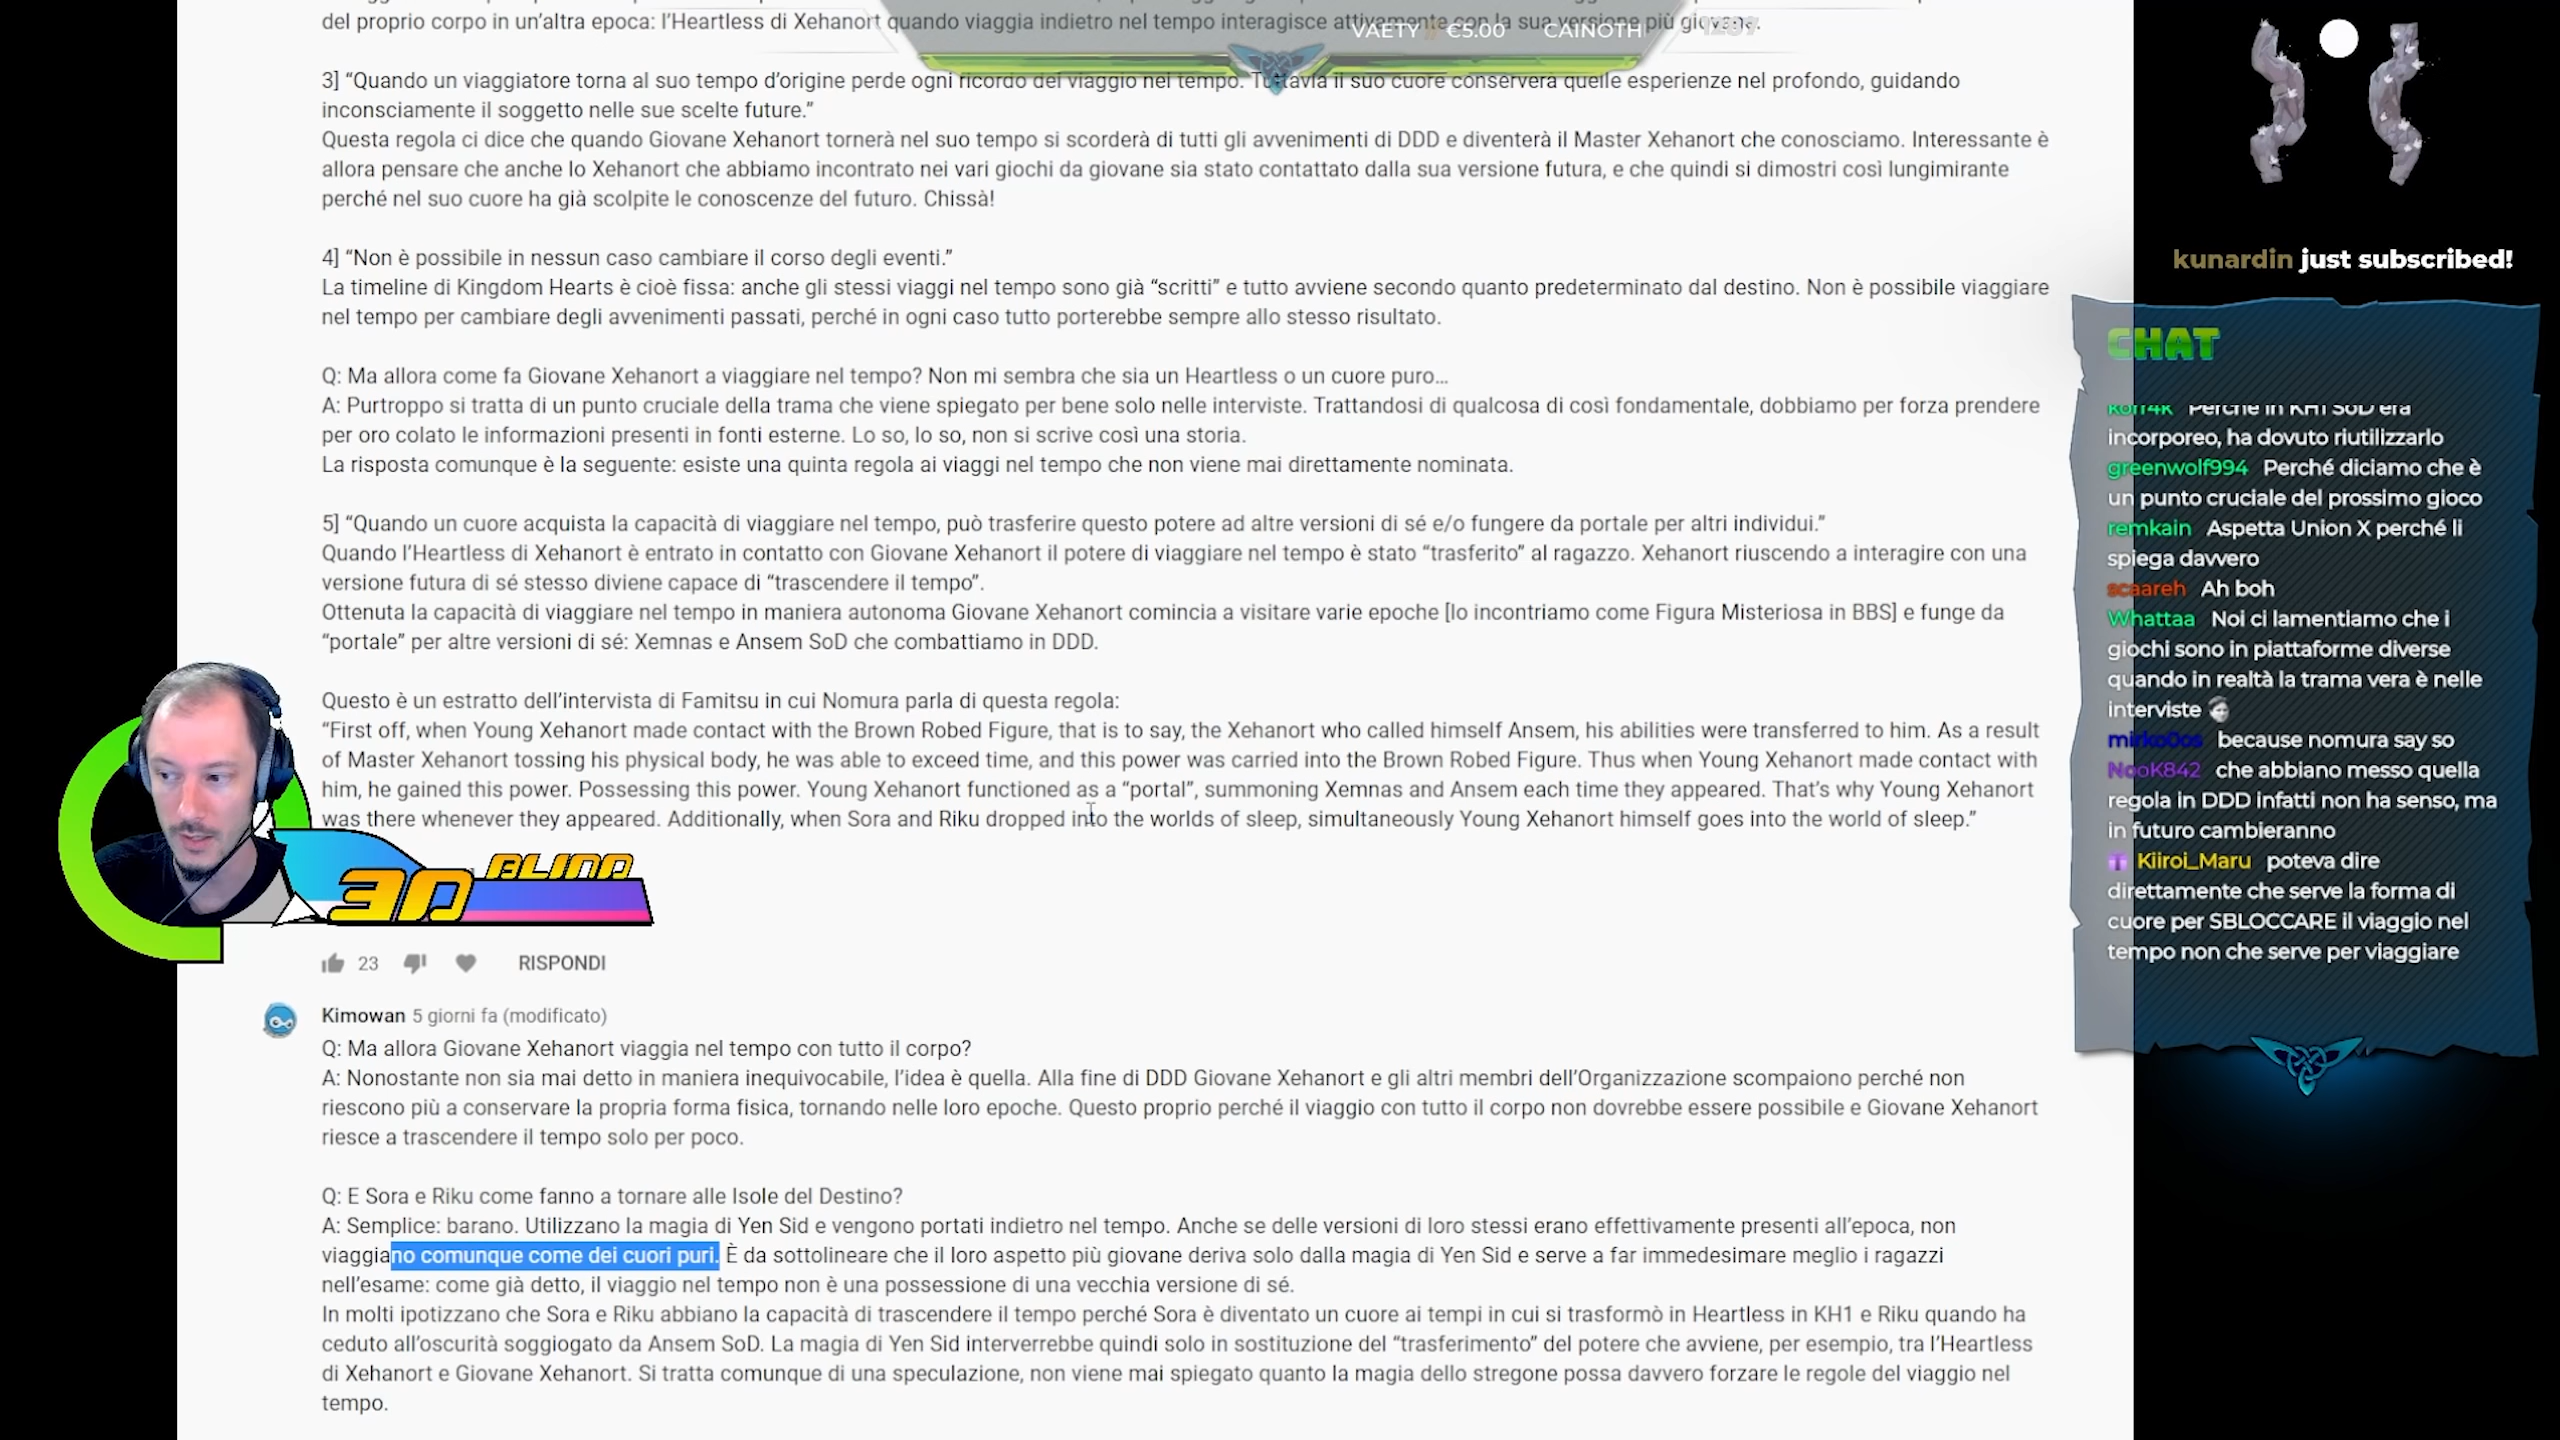 del proprio corpo in un'altra epoca: l'Heartless di Xehanort quando viaggia indietro nel tempo interagisce attivamente con la sua versione più giovane.
VAETY €5.00 CAINOTH
3] “Quando un viaggiatore torna al suo tempo d’origine perde ogni ricordo del viaggio nel tempo. Tuttavia il suo cuore conserverà quelle esperienze nel profondo, guidando
inconsciamente il soggetto nelle sue scelte future.”
Questa regola ci dice che quando Giovane Xehanort tornerà nel suo tempo si scorderà di tutti gli avvenimenti di DDD e diventerà il Master Xehanort che conosciamo. Interessante è
allora pensare che anche lo Xehanort che abbiamo incontrato nei vari giochi da giovane sia stato contattato dalla sua versione futura, e che quindi si dimostri così lungimirante
perché nel suo cuore ha già scolpite le conoscenze del futuro. Chissà!
4] “Non è possibile in nessun caso cambiare il corso degli eventi.”
La timeline di Kingdom Hearts è cioè fissa: anche gli stessi viaggi nel tempo sono già “scritti” e tutto avviene secondo quanto predeterminato dal destino. Non è possibile viaggiare
nel tempo per cambiare degli avvenimenti passati, perché in ogni caso tutto porterebbe sempre allo stesso risultato.
Q: Ma allora come fa Giovane Xehanort a viaggiare nel tempo? Non mi sembra che sia un Heartless o un cuore puro…
A: Purtroppo si tratta di un punto cruciale della trama che viene spiegato per bene solo nelle interviste. Trattandosi di qualcosa di così fondamentale, dobbiamo per forza prendere
per oro colato le informazioni presenti in fonti esterne. Lo so, lo so, non si scrive così una storia.
La risposta comunque è la seguente: esiste una quinta regola ai viaggi nel tempo che non viene mai direttamente nominata.
5] “Quando un cuore acquista la capacità di viaggiare nel tempo, può trasferire questo potere ad altre versioni di sé e/o fungere da portale per altri individui.”
Quando l’Heartless di Xehanort è entrato in contatto con Giovane Xehanort il potere di viaggiare nel tempo è stato “trasferito” al ragazzo. Xehanort riuscendo a interagire con una
versione futura di sé stesso diviene capace di “trascendere il tempo”.
Ottenuta la capacità di viaggiare nel tempo in maniera autonoma Giovane Xehanort comincia a visitare varie epoche [lo incontriamo come Figura Misteriosa in BBS] e funge da
“portale” per altre versioni di sé: Xemnas e Ansem SoD che combattiamo in DDD.
Questo è un estratto dell’intervista di Famitsu in cui Nomura parla di questa regola:
“First off, when Young Xehanort made contact with the Brown Robed Figure, that is to say, the Xehanort who called himself Ansem, his abilities were transferred to him. As a result
of Master Xehanort tossing his physical body, he was able to exceed time, and this power was carried into the Brown Robed Figure. Thus when Young Xehanort made contact with
him, he gained this power. Possessing this power. Young Xehanort functioned as a “portal”, summoning Xemnas and Ansem each time they appeared. That’s why Young Xehanort
was there whenever they appeared. Additionally, when Sora and Riku dropped into the worlds of sleep, simultaneously Young Xehanort himself goes into the world of sleep.”
BLIND
3D
23 RISPONDI
Kimowan 5 giorni fa (modificato)
Q: Ma allora Giovane Xehanort viaggia nel tempo con tutto il corpo?
A: Nonostante non sia mai detto in maniera inequivocabile, l’idea è quella. Alla fine di DDD Giovane Xehanort e gli altri membri dell’Organizzazione scompaiono perché non
riescono più a conservare la propria forma fisica, tornando nelle loro epoche. Questo proprio perché il viaggio con tutto il corpo non dovrebbe essere possibile e Giovane Xehanort
riesce a trascendere il tempo solo per poco.
Q: E Sora e Riku come fanno a tornare alle Isole del Destino?
A: Semplice: barano. Utilizzano la magia di Yen Sid e vengono portati indietro nel tempo. Anche se delle versioni di loro stessi erano effettivamente presenti all’epoca, non
viaggiano comunque come dei cuori puri. È da sottolineare che il loro aspetto più giovane deriva solo dalla magia di Yen Sid e serve a far immedesimare meglio i ragazzi
nell’esame: come già detto, il viaggio nel tempo non è una possessione di una vecchia versione di sé.
In molti ipotizzano che Sora e Riku abbiano la capacità di trascendere il tempo perché Sora è diventato un cuore ai tempi in cui si trasformò in Heartless in KH1 e Riku quando ha
ceduto all’oscurità soggiogato da Ansem SoD. La magia di Yen Sid interverrebbe quindi solo in sostituzione del “trasferimento” del potere che avviene, per esempio, tra l’Heartless
di Xehanort e Giovane Xehanort. Si tratta comunque di una speculazione, non viene mai spiegato quanto la magia dello stregone possa davvero forzare le regole del viaggio nel
tempo.
kunardin just subscribed!
CHAT
Perché in KH1 SoD era
incorporeo, ha dovuto riutilizzarlo
greenwolf994 Perché diciamo che è
un punto cruciale del prossimo gioco
remkain Aspetta Union X perché li
spiega davvero
scaareh Ah boh
Whattaa Noi ci lamentiamo che i
giochi sono in piattaforme diverse
quando in realtà la trama vera è nelle
interviste
mirko0os because nomura say so
NooK842 che abbiano messo quella
regola in DDD infatti non ha senso, ma
in futuro cambieranno
Kiiroi_Maru poteva dire
direttamente che serve la forma di
cuore per SBLOCCARE il viaggio nel
tempo non che serve per viaggiare